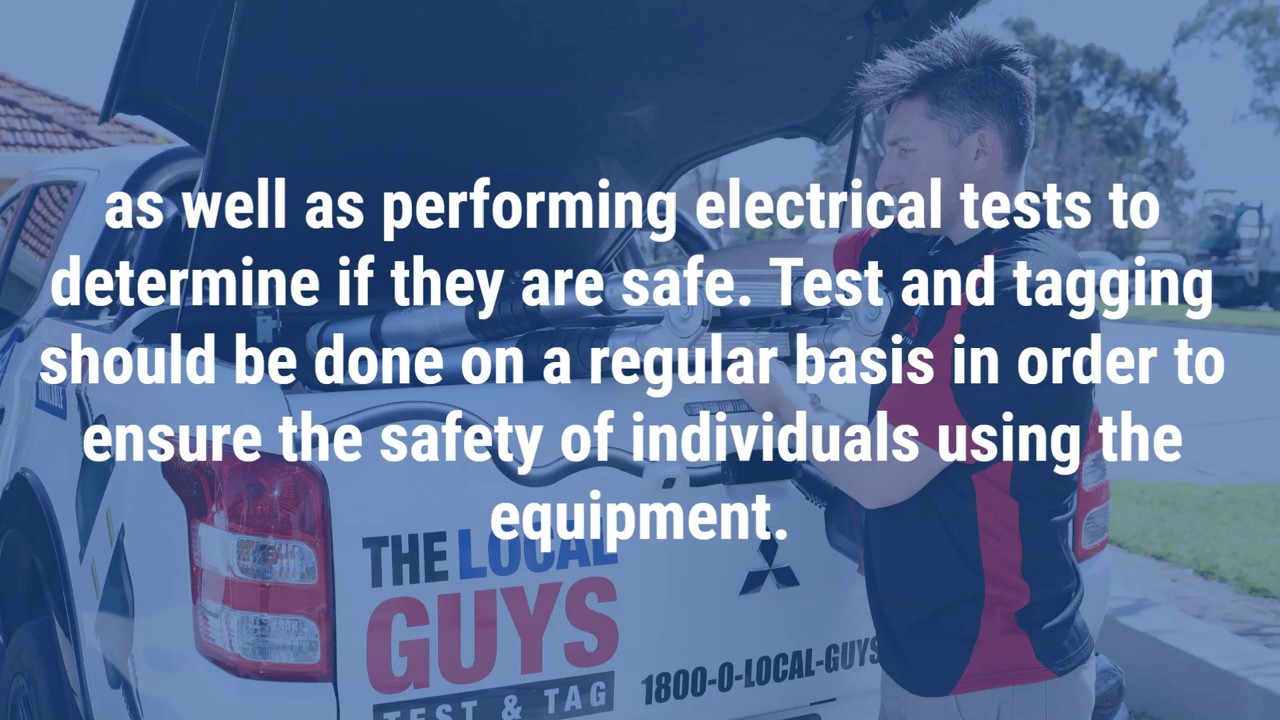 as well as performing electrical tests to
determine if they are safe. Test and tagging
should be done on a regular basis in order to
ensure the safety of individuals using the
equipment.
THE LOCAL
GUYS
TEST & TAG
1800-0-LOCAL-GUYS